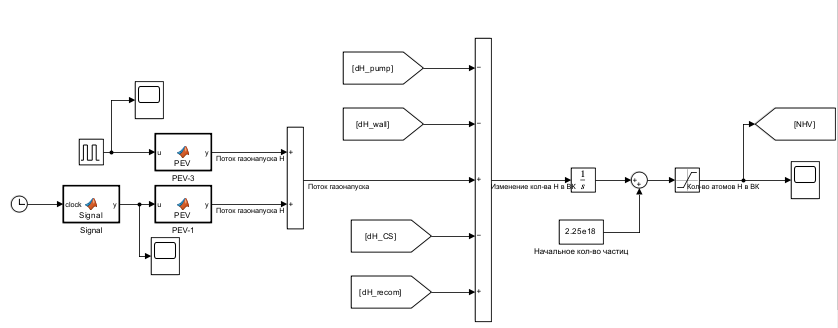 [dH_pump]
[dH_wall]
[NHV]
u
PEV
y
PEV-3
Поток газонапуска H
clock
Signal
y
Signal
u
PEV
y
PEV-1
Поток газонапуска H
Поток газонапуска
Изменение кол-ва H в ВК
1
s
Кол-во атомов H в ВК
2.25e18
Начальное кол-во частиц
[dH_CS]
[dH_recom]